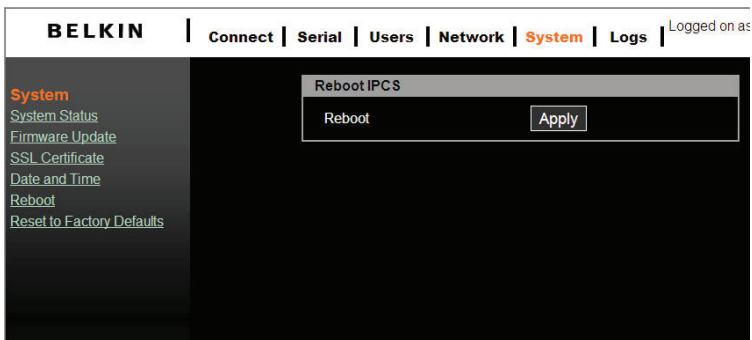 BELKIN
Connect Serial Users Network System Logs Logged on as
System
System Status
Firmware Update
SSL Certificate
Date and Time
Reboot
Reset to Factory Defaults
Reboot IPCS
Reboot Apply